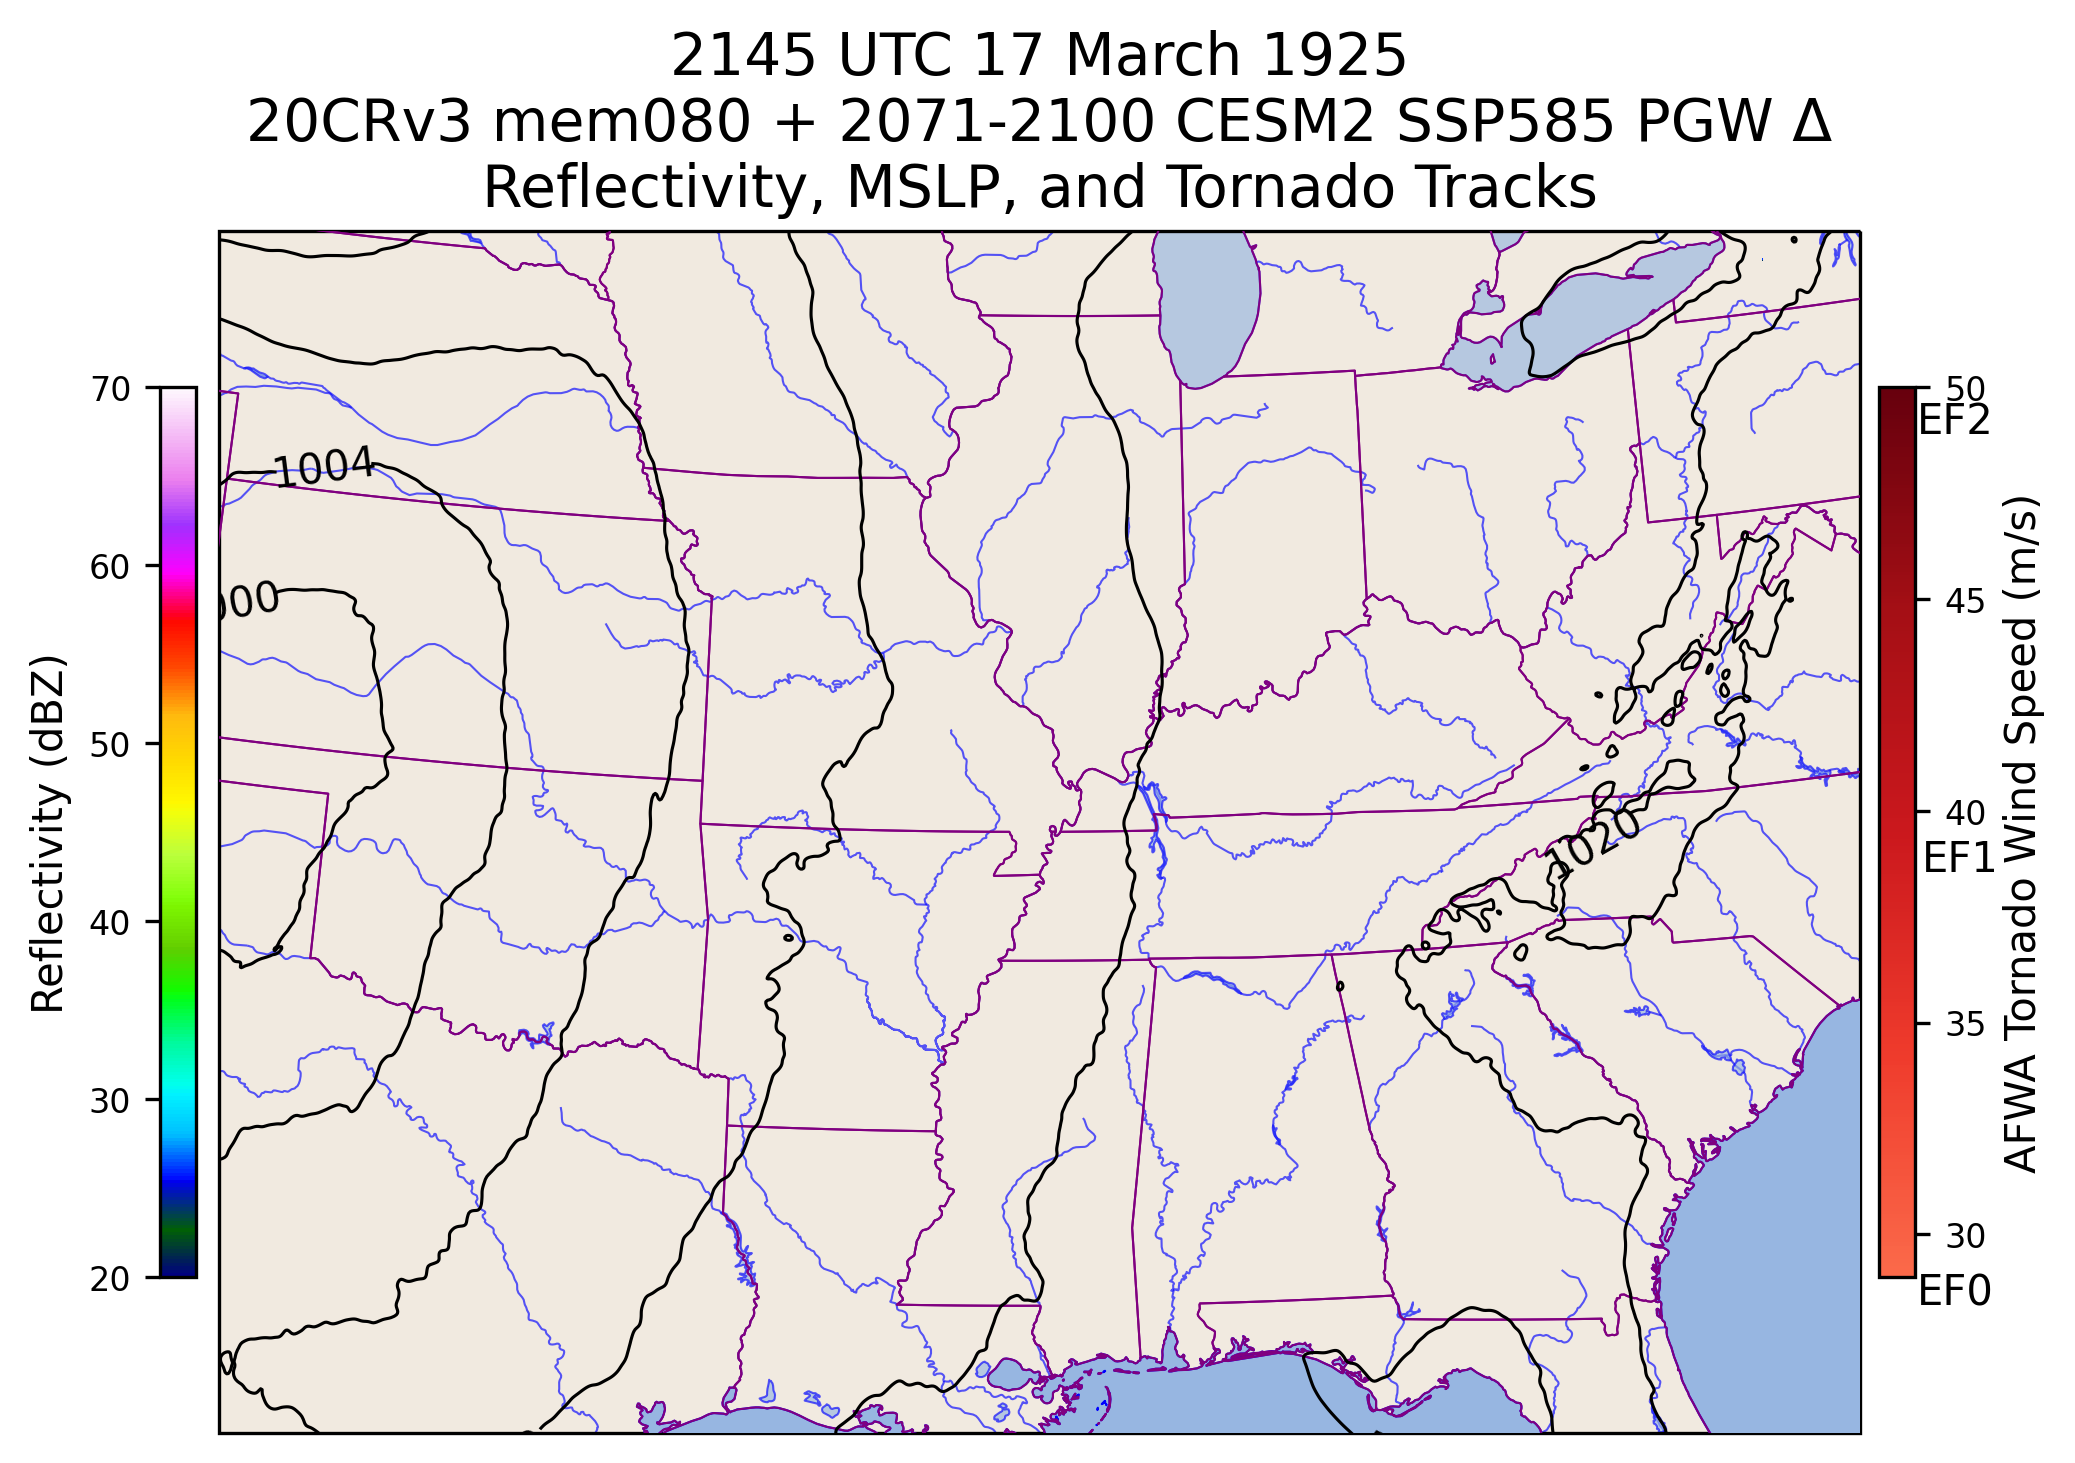 2145 UTC 17 March 1925
20CRv3 mem080 + 2071-2100 CESM2 SSP585 PGW Δ
Reflectivity, MSLP, and Tornado Tracks
Reflectivity (dBZ)
70
60
50
40
30
20
1004
000
1020
50
EF2
45
40
EF1
35
30
EF0
AFWA Tornado Wind Speed (m/s)